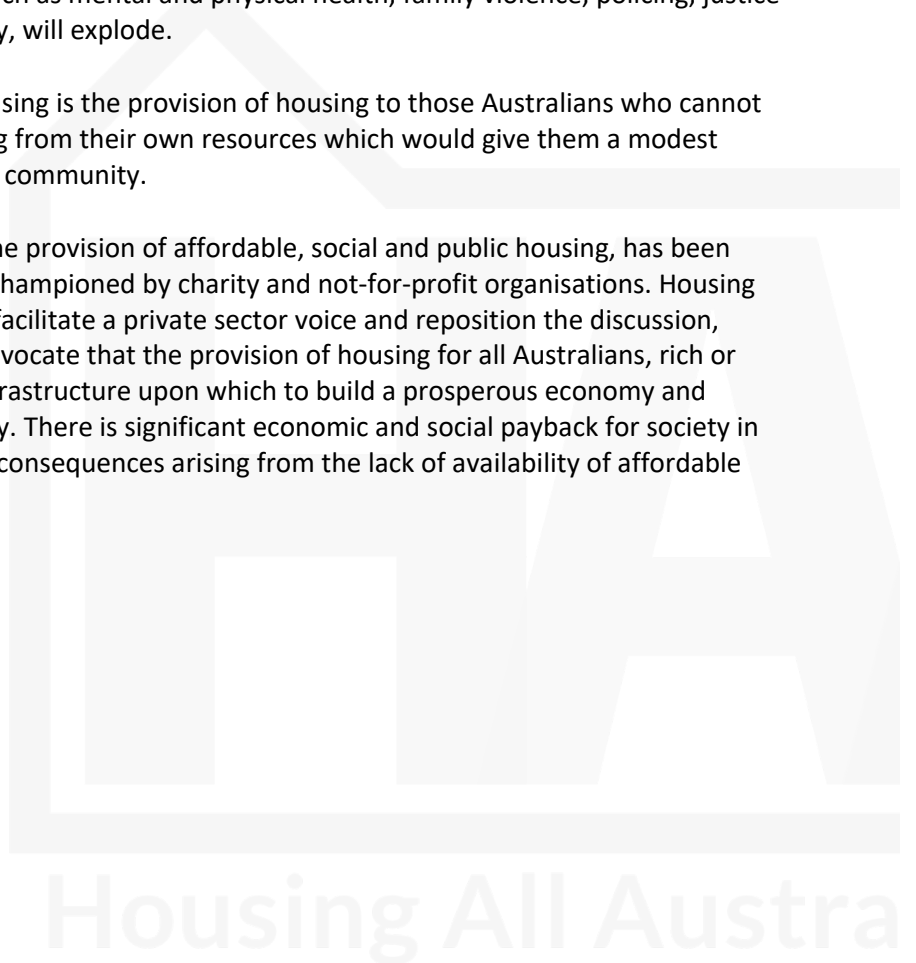 such as mental and physical health, family violence, policing, justice
y, will explode.
sing is the provision of housing to those Australians who cannot
g from their own resources which would give them a modest
community.
he provision of affordable, social and public housing, has been
hampioned by charity and not-for-profit organisations. Housing
facilitate a private sector voice and reposition the discussion,
vocate that the provision of housing for all Australians, rich or
rastructure upon which to build a prosperous economy and
y. There is significant economic and social payback for society in
consequences arising from the lack of availability of affordable
HA
Housing All Austra